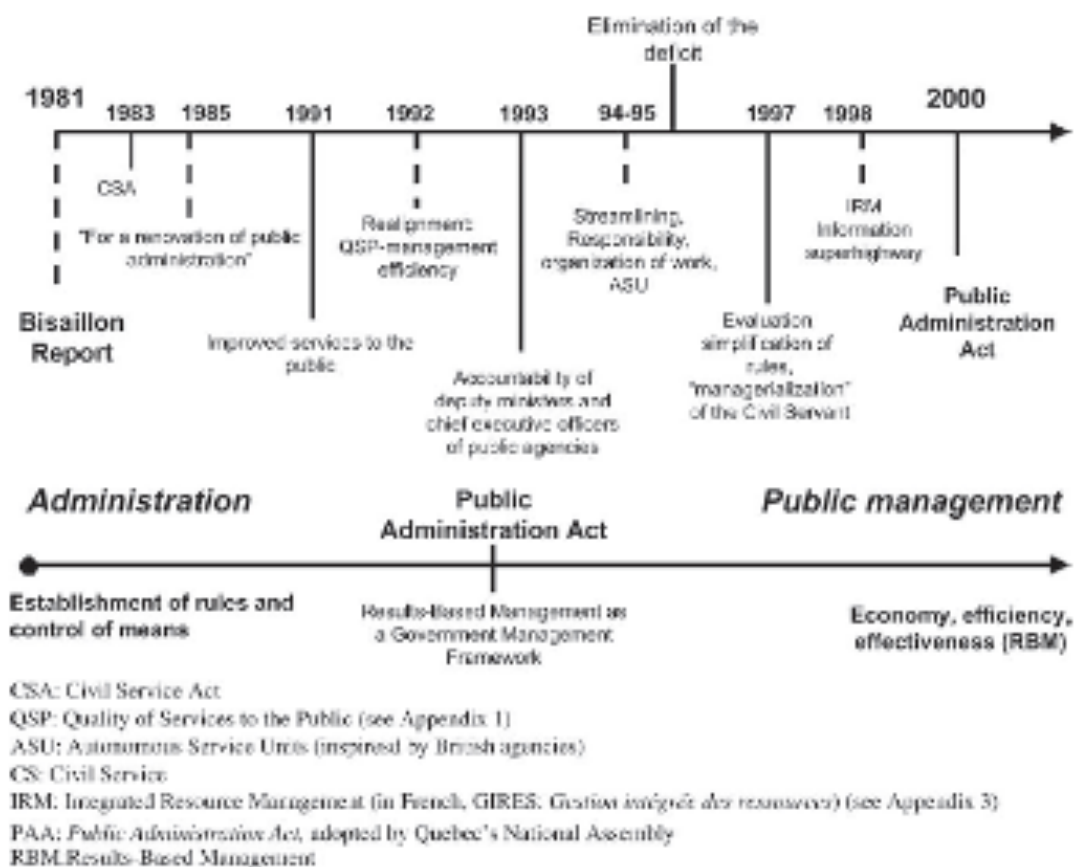 Elimination of the
deficit
1981
1983
1985
1991
1992
1993
94-95
1997
1998
2000
CSA
"For a renovation of public
administration"
Bisaillon
Report
Improved services to the
public
Realignment:
QSP-management
efficiency
Accountability of
deputy ministers and
chief executive officers
of public agencies
Streamlining,
Responsibility,
organization of work,
ASU
Evaluation
simplification of
rules,
"managerialization"
of the Civil Servant
IRM
Information
superhighway
Public
Administration
Act
Administration
Public
Administration Act
Public management
Establishment of rules and
control of means
Results-Based Management as
a Government Management
Framework
Economy, efficiency,
effectiveness (RBM)
CSA: Civil Service Act
QSP: Quality of Services to the Public (see Appendix 1)
ASU: Autonomous Service Units (inspired by British agencies)
CS: Civil Service
IRM: Integrated Resource Management (in French, GIRES: Gestion intégrée des ressources) (see Appendix 3)
PAA: Public Administration Act, adopted by Quebec's National Assembly
RBM:Results-Based Management